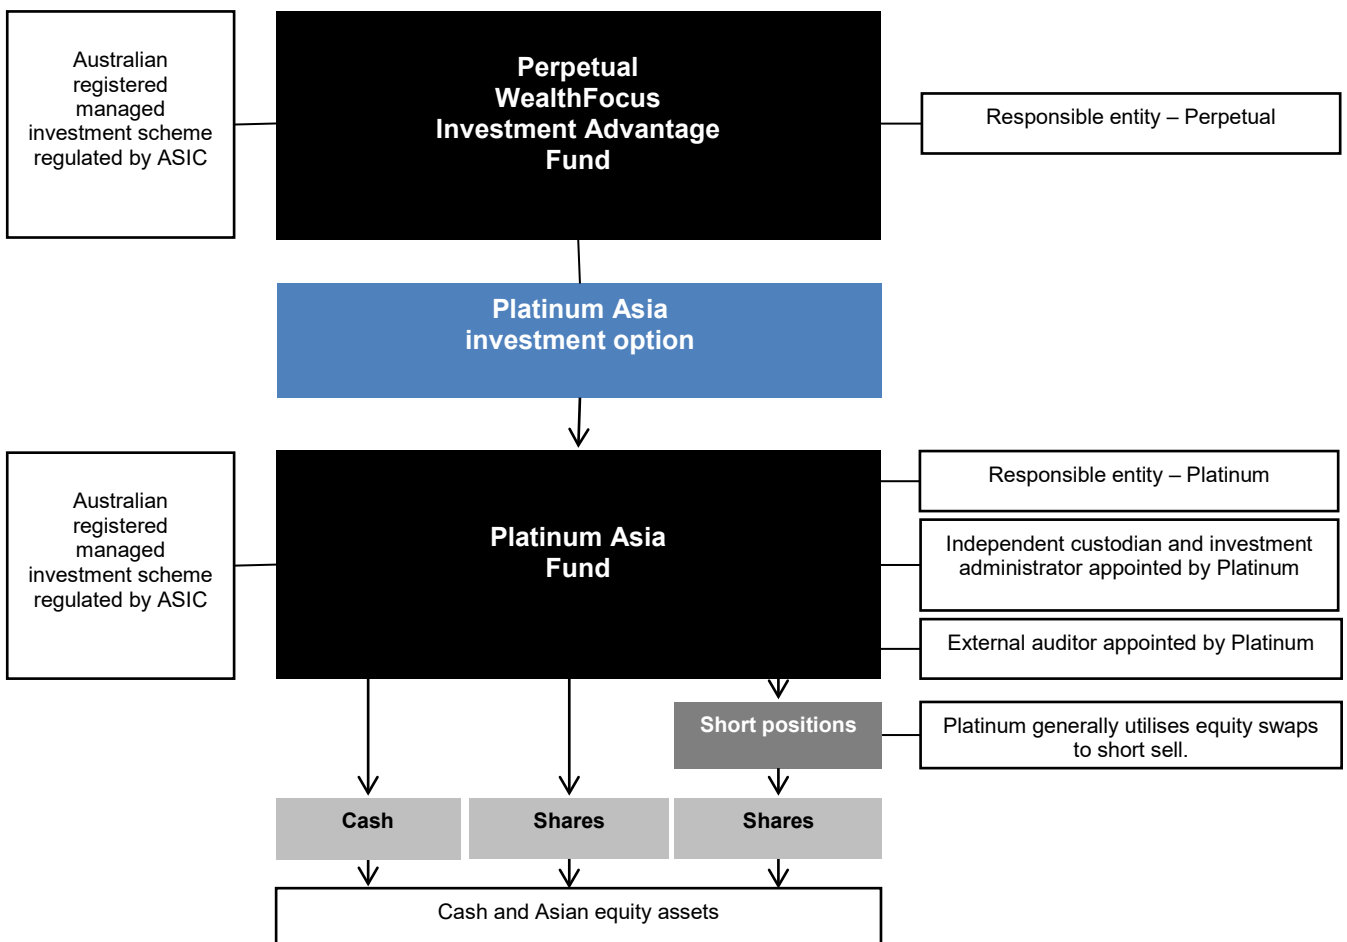 Australian
registered
managed
investment scheme
regulated by ASIC
Perpetual
WealthFocus
Investment Advantage
Fund
Responsible entity – Perpetual
Platinum Asia
investment option
Australian
registered
managed
investment scheme
regulated by ASIC
Platinum Asia
Fund
Responsible entity – Platinum
Independent custodian and investment
administrator appointed by Platinum
External auditor appointed by Platinum
Short positions
Platinum generally utilises equity swaps
to short sell.
Cash
Shares
Shares
Cash and Asian equity assets